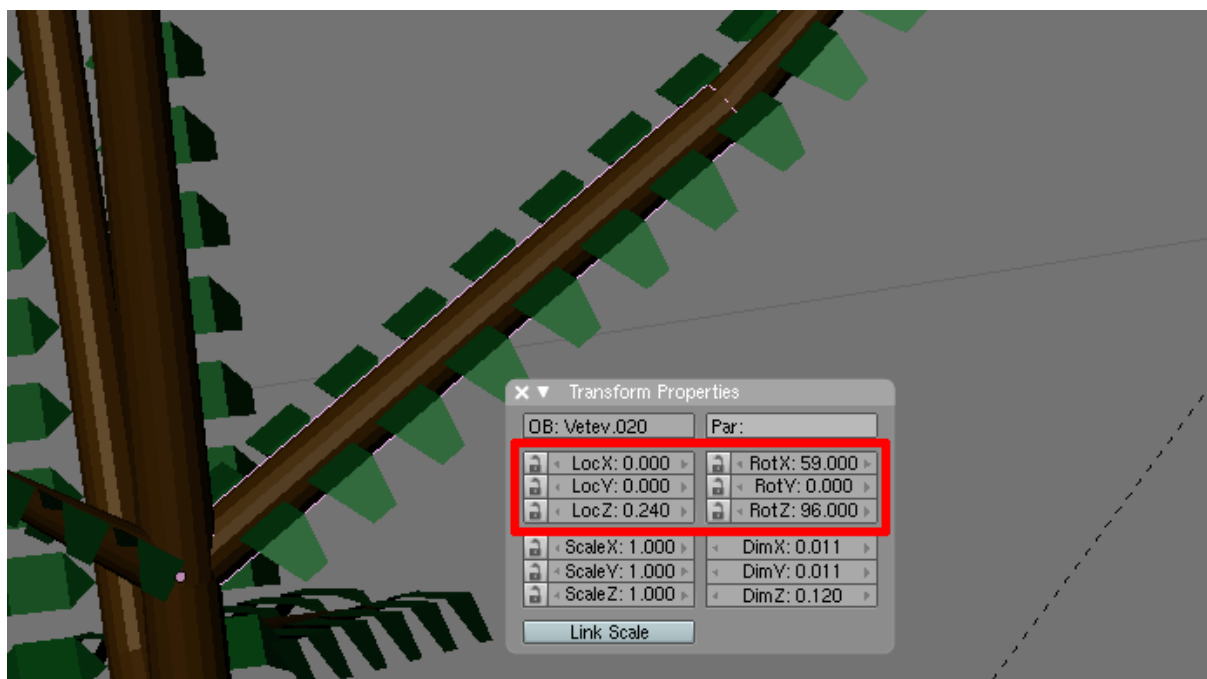 Transform Properties
OB: Vetev.020 Par:
LocX: 0.000 RotX: 59.000
LocY: 0.000 RotY: 0.000
LocZ: 0.240 RotZ: 96.000
ScaleX: 1.000 DimX: 0.011
ScaleY: 1.000 DimY: 0.011
ScaleZ: 1.000 DimZ: 0.120
Link Scale